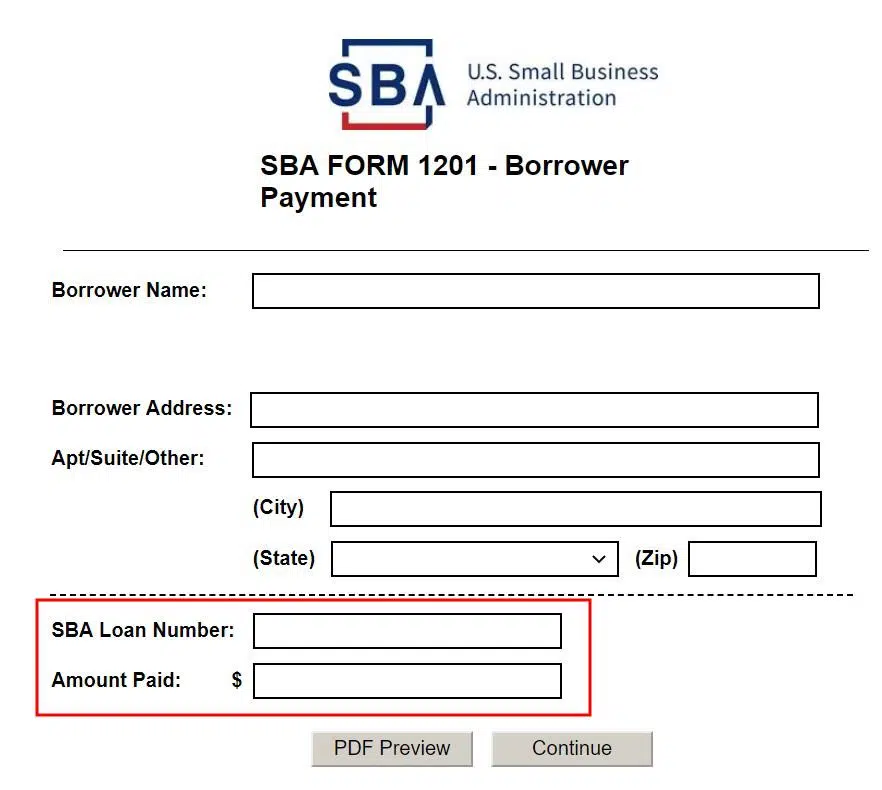 SBA U.S. Small Business
Administration
SBA FORM 1201 - Borrower
Payment
Borrower Name:
Borrower Address:
Apt/Suite/Other:
(City)
(State) (Zip)
SBA Loan Number:
Amount Paid: $
PDF Preview Continue